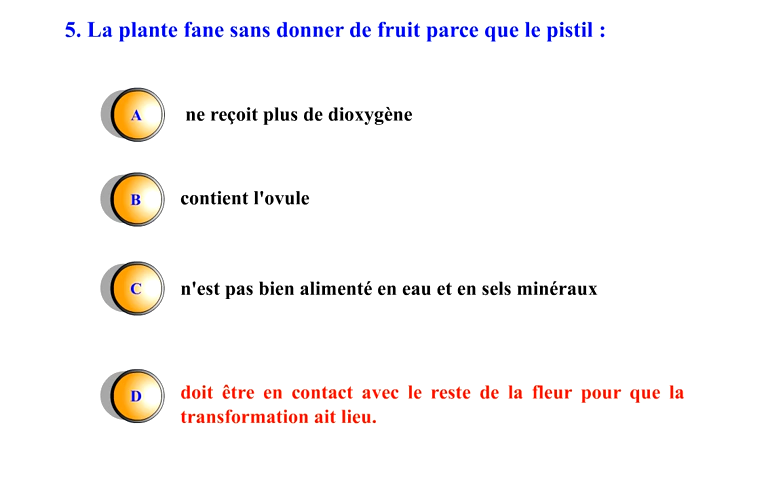 5. La plante fane sans donner de fruit parce que le pistil :
A ne reçoit plus de dioxygène
B contient l'ovule
C n'est pas bien alimenté en eau et en sels minéraux
D doit être en contact avec le reste de la fleur pour que la
transformation ait lieu.